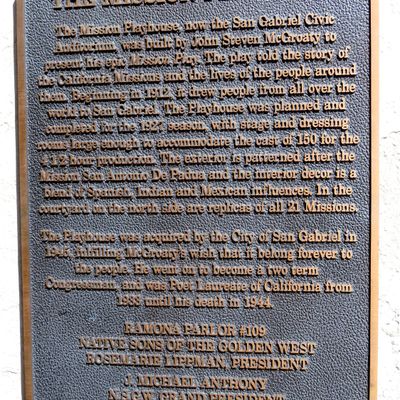 THE MISSION
The Mission Playhouse, now the San Gabriel Civic
Auditorium, was built by John Steven McGroaty to
present his epic Mission Play. The play told the story of
the California Missions and the lives of the people around
them. Beginning in 1912, it drew people from all over the
world to San Gabriel. The Playhouse was planned and
completed for the 1927 season, with stage and dressing
rooms large enough to accommodate the cast of 150 for the
4 1/2 hour production. The exterior is patterned after the
Mission San Antonio De Padua and the interior decor is a
blend of Spanish, Indian and Mexican influences. In the
courtyard on the north side are replicas of all 21 Missions.
The Playhouse was acquired by the City of San Gabriel in
1945, fulfilling McGroaty's wish that it belong forever to
the people. He went on to become a two term
Congressman, and was Poet Laureate of California from
1933 until his death in 1944.
RAMONA PARLOR #109
NATIVE SONS OF THE GOLDEN WEST
ROSEMARIE LIPPMAN, PRESIDENT
J. MICHAEL ANTHONY
N.S.G.W. GRAND PRESIDENT